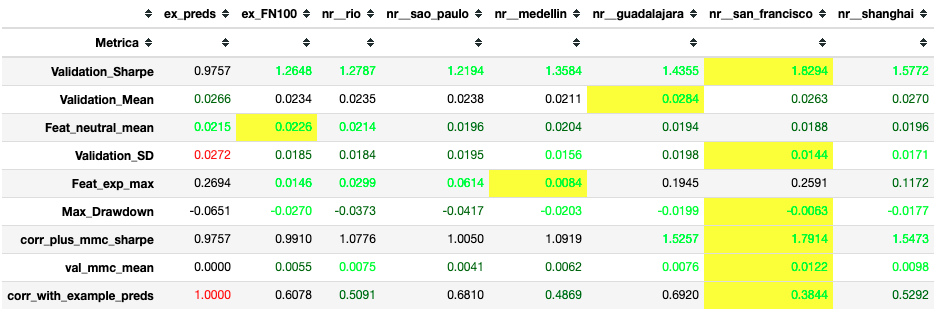 ex_preds ex_FN100 nr__rio nr__sao_paulo nr__medellin nr__guadalajara nr__san_francisco nr__shanghai
Metrica
Validation_Sharpe 0.9757 1.2648 1.2787 1.2194 1.3584 1.4355 1.8294 1.5772
Validation_Mean 0.0266 0.0234 0.0235 0.0238 0.0211 0.0284 0.0263 0.0270
Feat_neutral_mean 0.0215 0.0226 0.0214 0.0196 0.0204 0.0194 0.0188 0.0196
Validation_SD 0.0272 0.0185 0.0184 0.0195 0.0156 0.0198 0.0144 0.0171
Feat_exp_max 0.2694 0.0146 0.0299 0.0614 0.0084 0.1945 0.2591 0.1172
Max_Drawdown -0.0651 -0.0270 -0.0373 -0.0417 -0.0203 -0.0199 -0.0063 -0.0177
corr_plus_mmc_sharpe 0.9757 0.9910 1.0776 1.0050 1.0919 1.5257 1.7914 1.5473
val_mmc_mean 0.0000 0.0055 0.0075 0.0041 0.0062 0.0076 0.0122 0.0098
corr_with_example_preds 1.0000 0.6078 0.5091 0.6810 0.4869 0.6920 0.3844 0.5292